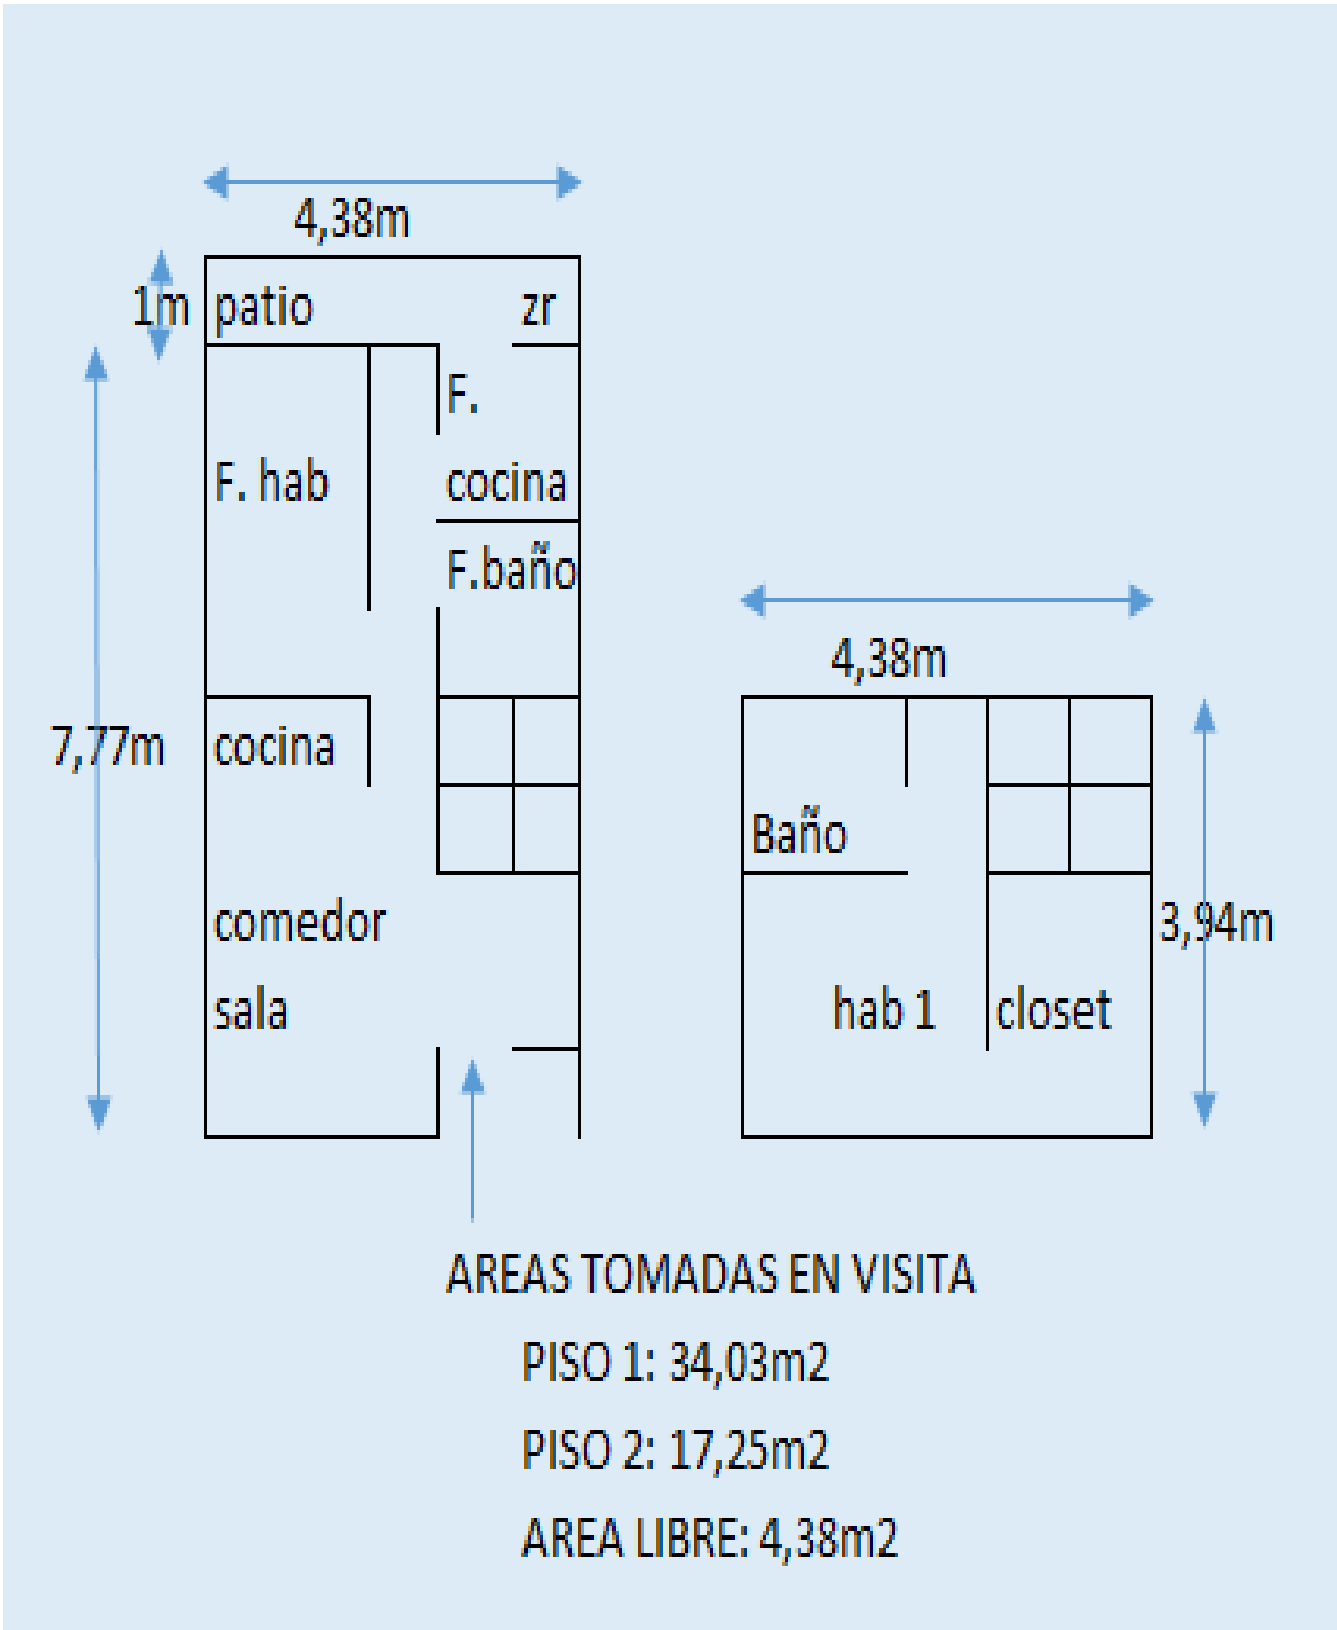 4,38m
1m patio zr
F.
F. hab cocina
F.baño
4,38m
7,77m cocina
Baño
comedor 3,94m
sala hab 1 closet
AREAS TOMADAS EN VISITA
PISO 1: 34,03m2
PISO 2: 17,25m2
AREA LIBRE: 4,38m2